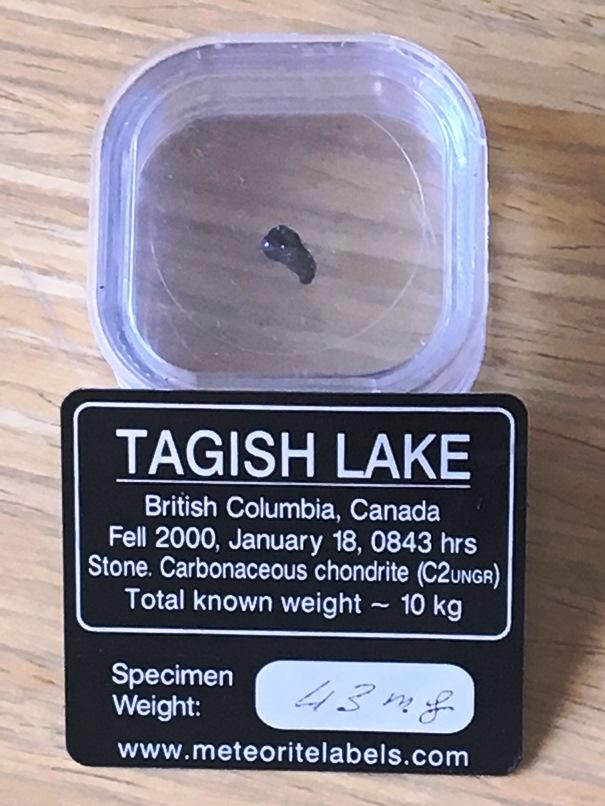 TAGISH LAKE
British Columbia, Canada
Fell 2000, January 18, 0843 hrs
Stone. Carbonaceous chondrite (C2UNGR)
Total known weight ~ 10 kg
Specimen
Weight:
43 mg
www.meteoritelabels.com